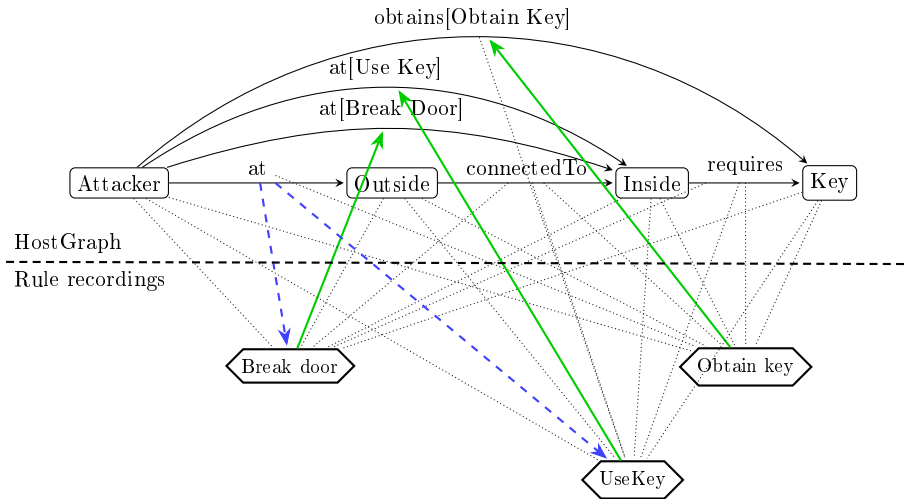 obtains[Obtain Key]
at[Use Key]
at[Break Door]
at
connectedTo
requires
Attacker
Outside
Inside
Key
HostGraph
Rule recordings
Break door
Obtain key
UseKey